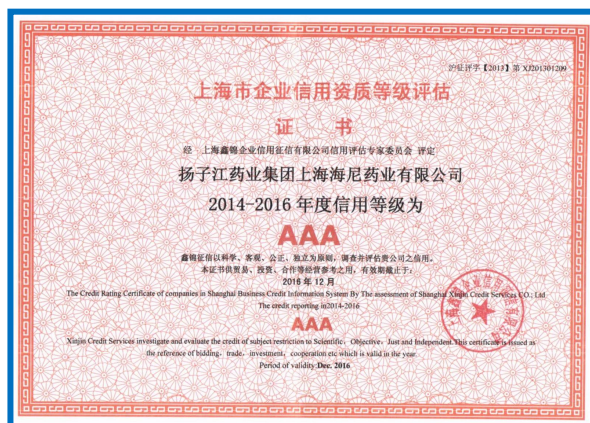 沪征评字【2013】第 XJ201301209
上海市企业信用资质等级评估
证 书
经 上海鑫锦企业信用征信有限公司信用评估专家委员会 评定
扬子江药业集团上海海尼药业有限公司
2014-2016 年度信用等级为
AAA
鑫锦征信以科学、客观、公正、独立为原则，调查并评估贵公司之信用。
本证书供贸易、投资、合作等经营参考之用，有效期截止于：
2016 年 12 月
The Credit Rating Certificate of companies in Shanghai Business Credit Information System By The assessment of Shanghai Xinjin Credit Services CO.; Ltd
The credit reporting in2014-2016
AAA
Xinjin Credit Services investigate and evaluate the credit of subject restriction to Scientific、Objective、Just and Independent.This certificate is issued as
the reference of bidding、trade、investment、cooperation etc which is valid in the year
Period of validity:Dec. 2016